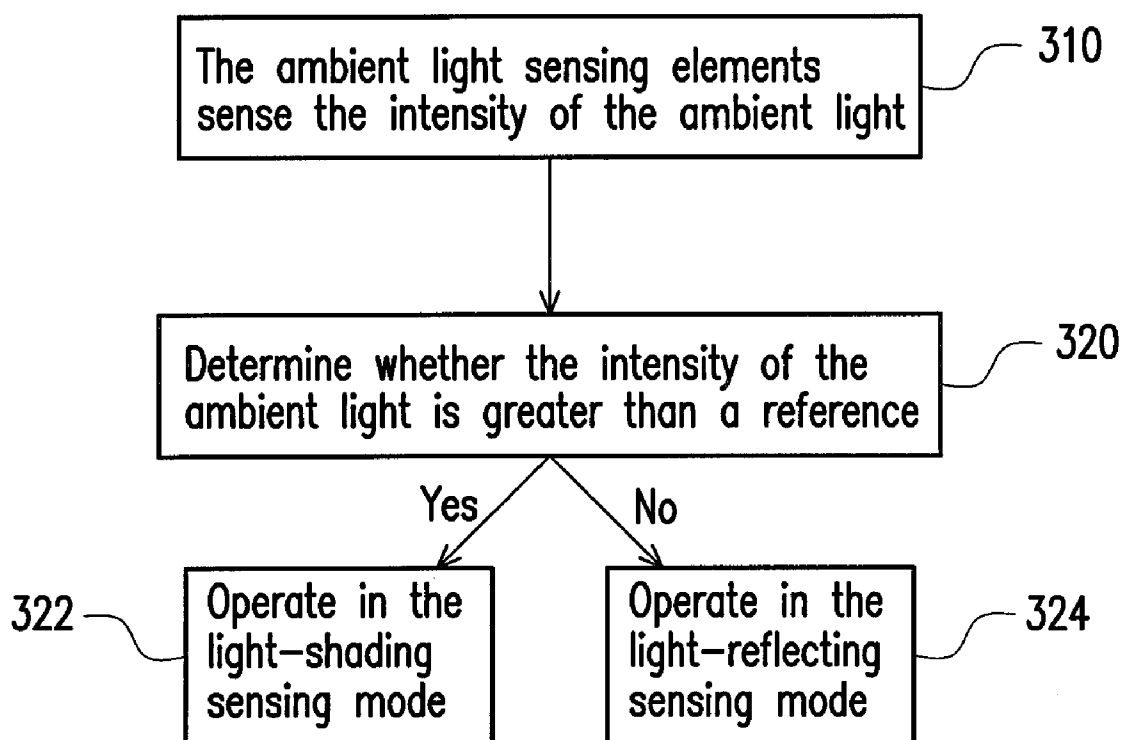 The ambient light sensing elements
sense the intensity of the ambient light
310
Determine whether the intensity of the
ambient light is greater than a reference
320
Yes
No
322
Operate in the
light-shading
sensing mode
Operate in the
light-reflecting
sensing mode
324